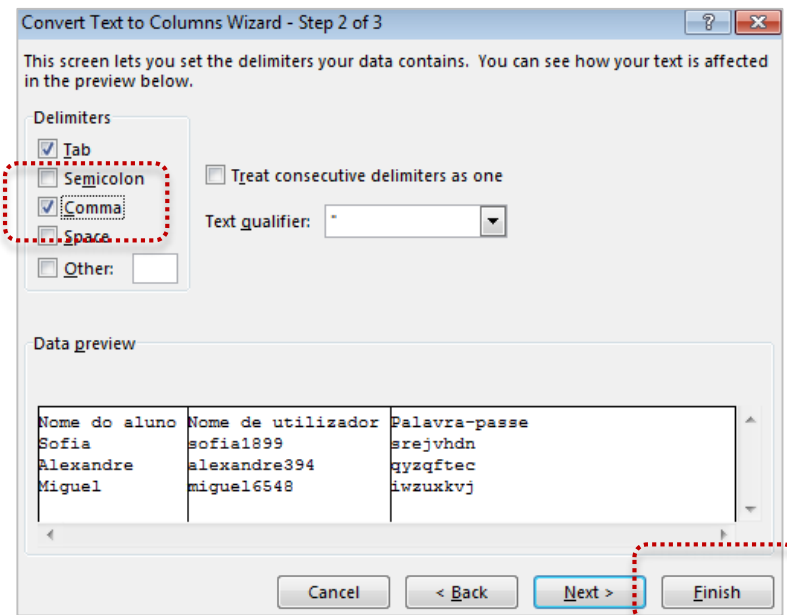 Convert Text to Columns Wizard - Step 2 of 3
This screen lets you set the delimiters your data contains. You can see how your text is affected
in the preview below.
Delimiters
Tab
Semicolon
Comma
Space
Other:
Treat consecutive delimiters as one
Text qualifier: "
Data preview
Nome do aluno Nome de utilizador Palavra-passe
Sofia sofia1899 srejvhdn
Alexandre alexandre394 qyzqftec
Miguel miguel6548 iwzuxkvj
Cancel < Back Next > Finish